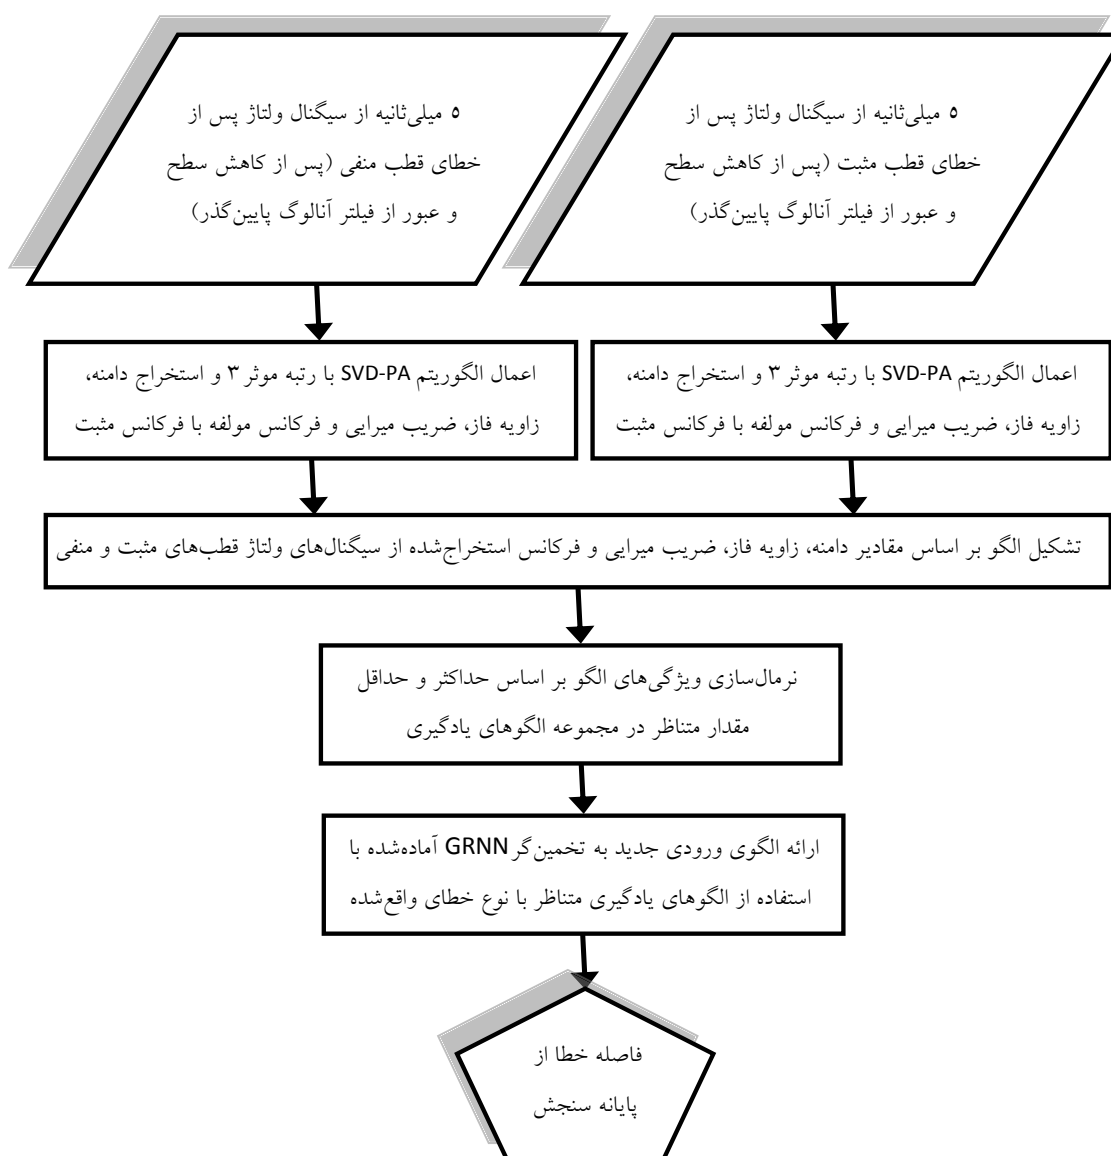 ۵ میلی‌ثانیه از سیگنال ولتاژ پس از
خطای قطب مثبت (پس از کاهش سطح
و عبور از فیلتر آنالوگ پایین‌گذر)
۵ میلی‌ثانیه از سیگنال ولتاژ پس از
خطای قطب منفی (پس از کاهش سطح
و عبور از فیلتر آنالوگ پایین‌گذر)
اعمال الگوریتم SVD-PA با رتبه موثر ۳ و استخراج دامنه،
زاویه فاز، ضریب میرایی و فرکانس مولفه با فرکانس مثبت
اعمال الگوریتم SVD-PA با رتبه موثر ۳ و استخراج دامنه،
زاویه فاز، ضریب میرایی و فرکانس مولفه با فرکانس مثبت
تشکیل الگو بر اساس مقادیر دامنه، زاویه فاز، ضریب میرایی و فرکانس استخراج‌شده از سیگنال‌های ولتاژ قطب‌های مثبت و منفی
نرمال‌سازی ویژگی‌های الگو بر اساس حداکثر و حداقل
مقدار متناظر در مجموعه الگوهای یادگیری
ارائه الگوی ورودی جدید به تخمین‌گر GRNN آماده‌شده با
استفاده از الگوهای یادگیری متناظر با نوع خطای واقع‌شده
فاصله خطا از
پایانه سنجش